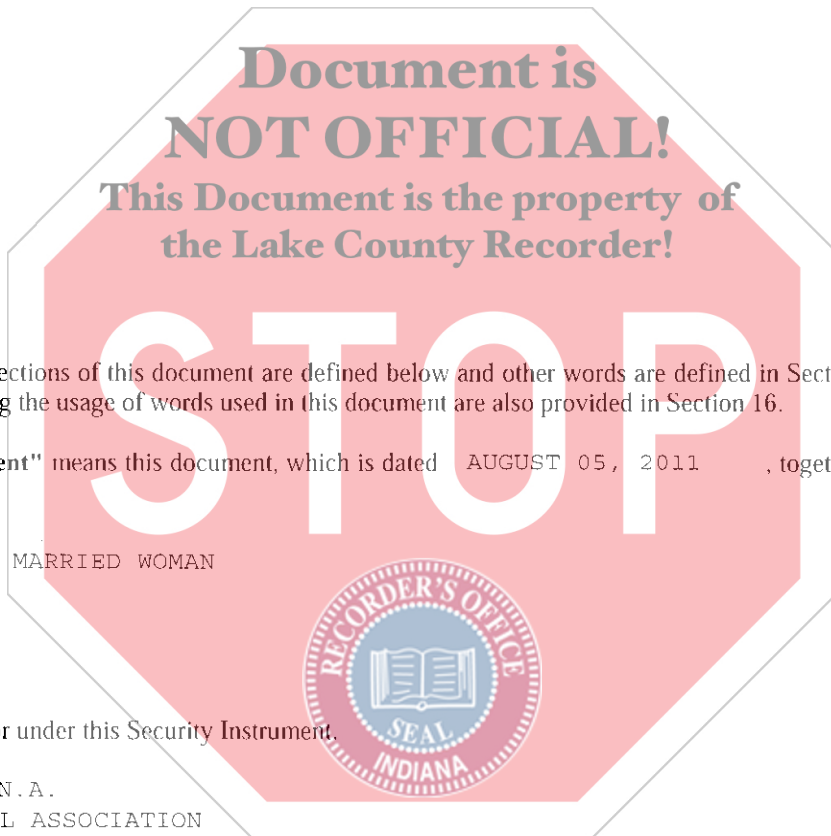 Document is
NOT OFFICIAL!
This Document is the property of
the Lake County Recorder!
STOP
ections of this document are defined below and other words are defined in Sect
g the usage of words used in this document are also provided in Section 16.
ent" means this document, which is dated AUGUST 05, 2011 , toget
MARRIED WOMAN
RECORDER'S OFFICE
SEAL
INDIANA
r under this Security Instrument.
N.A.
L ASSOCIATION